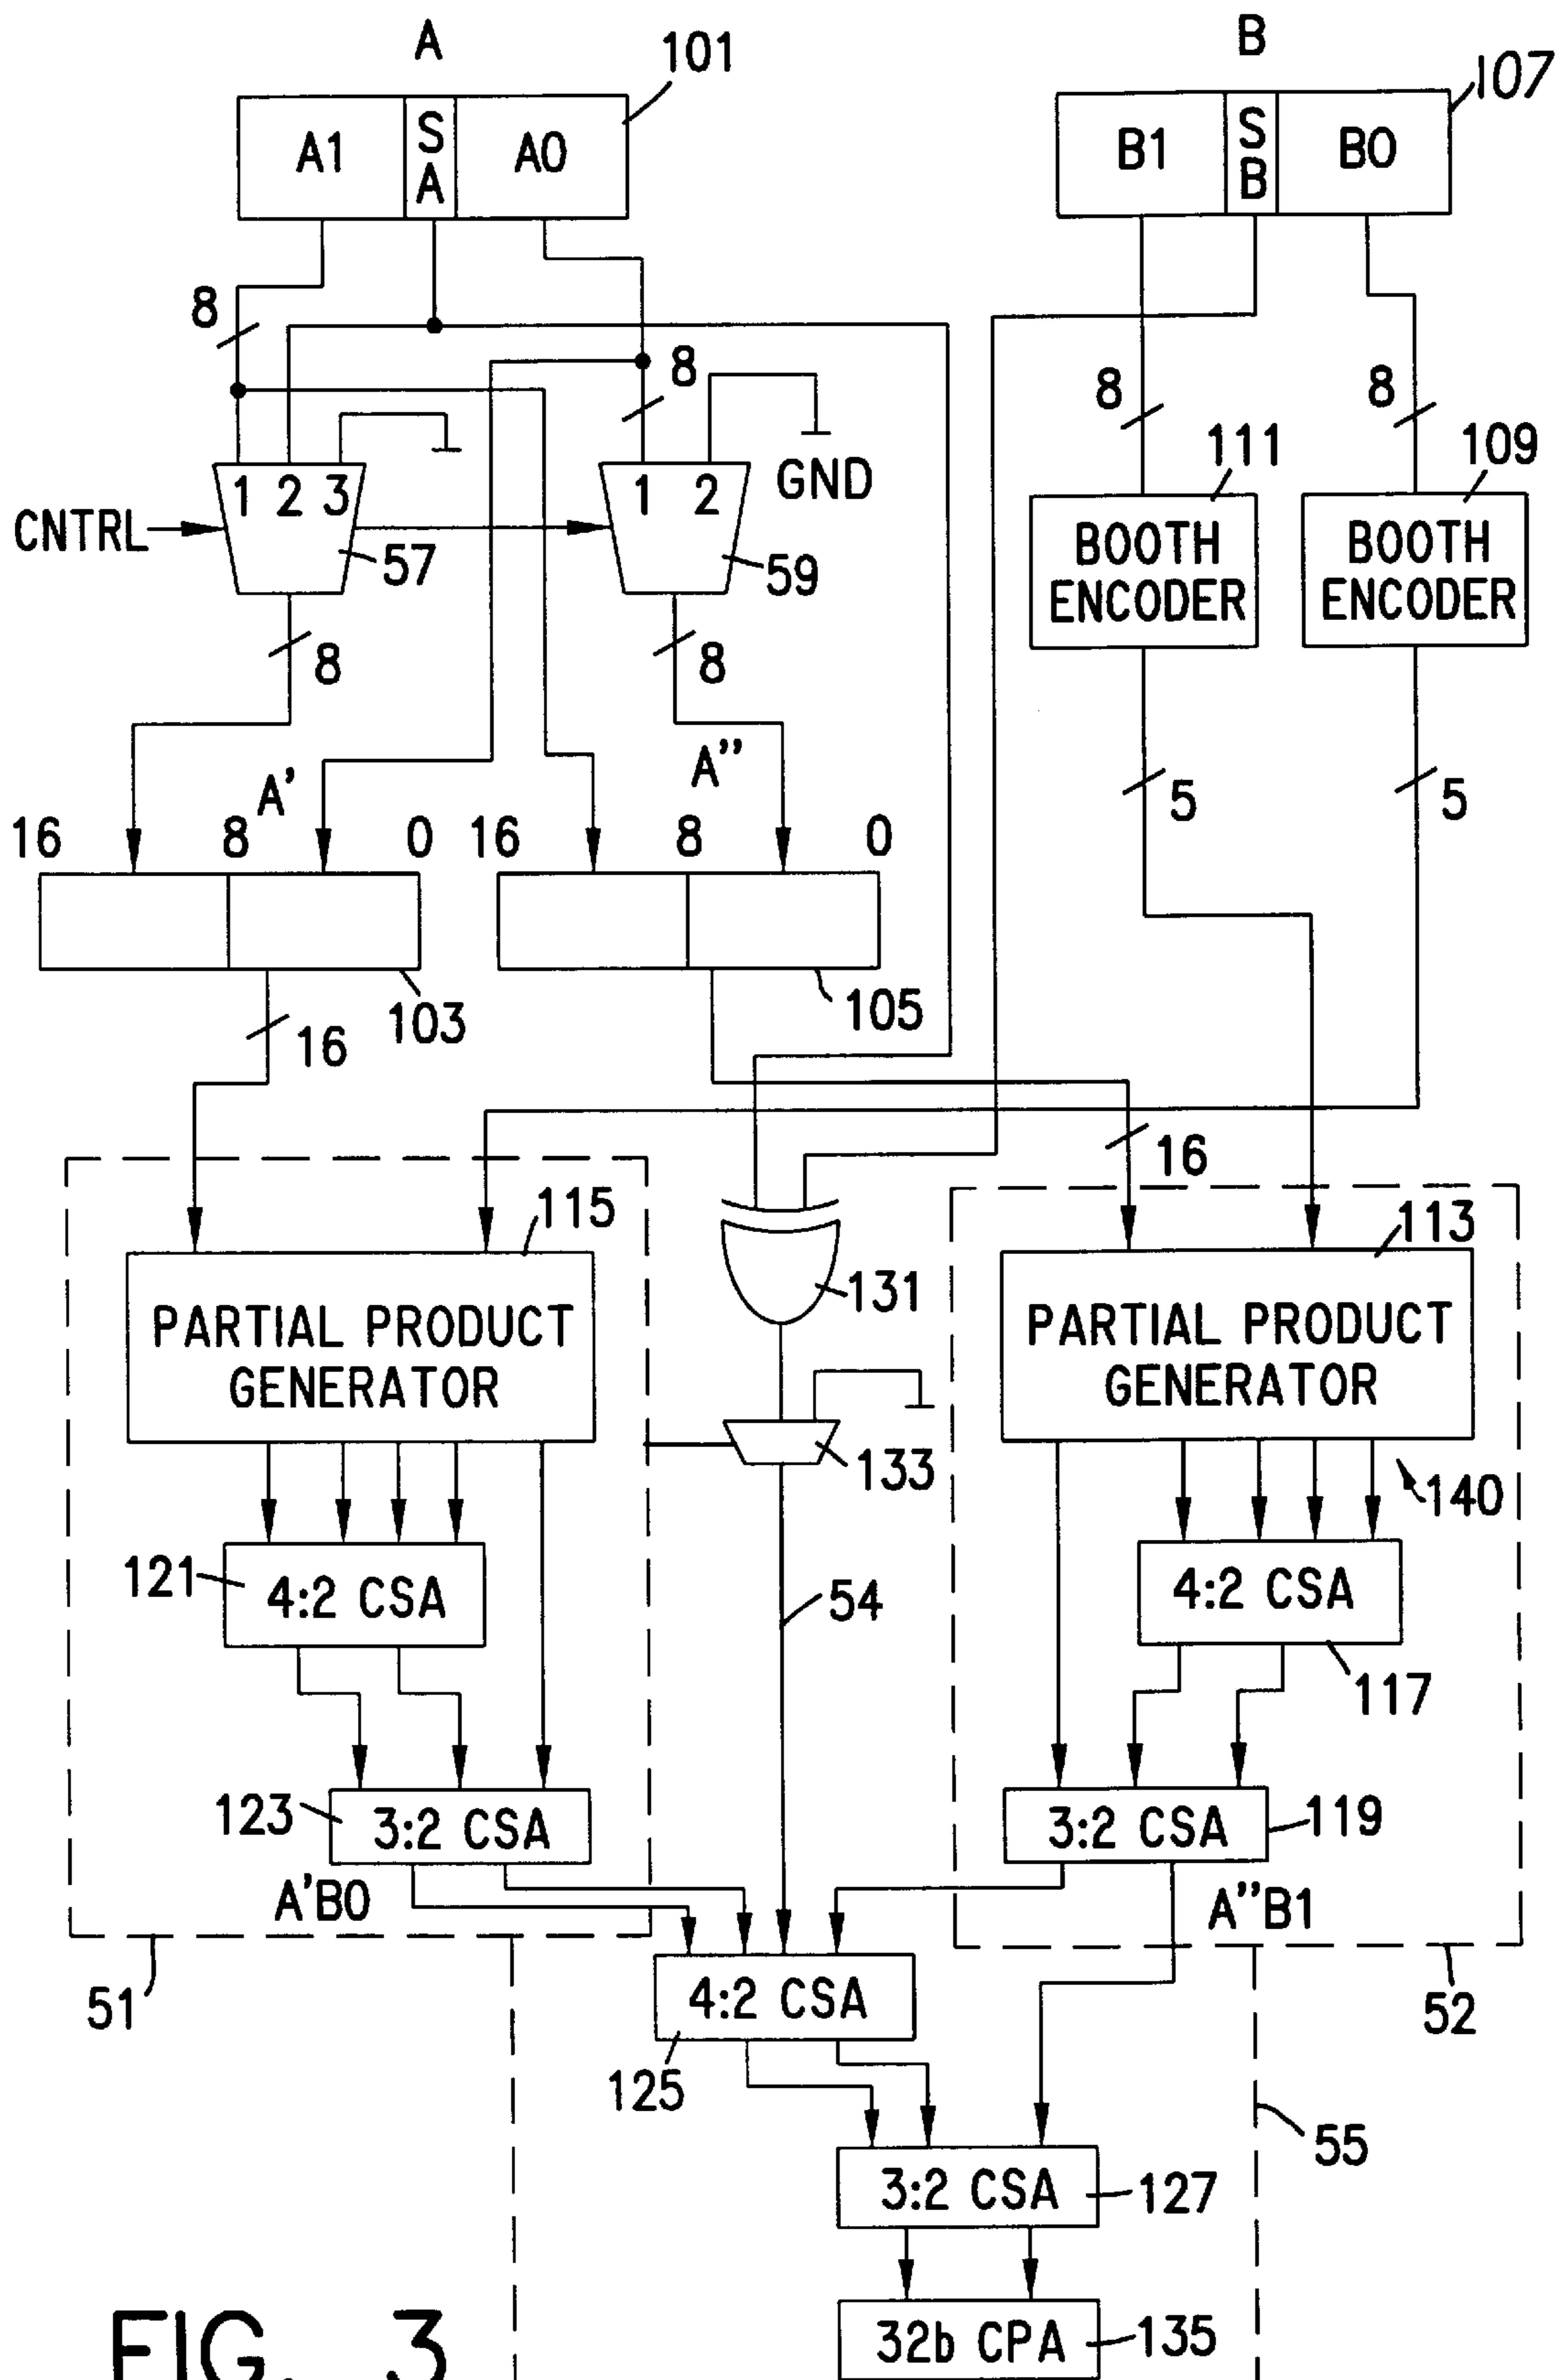 A
101
B
107
A1
S
A
A0
B1
S
B
B0
8
8
8
8
1 2 3
1 2
GND
CNTRL
57
59
111
109
BOOTH
ENCODER
BOOTH
ENCODER
8
8
A'
A''
5
5
16
8
0
16
8
0
103
105
16
16
115
113
131
PARTIAL PRODUCT
GENERATOR
PARTIAL PRODUCT
GENERATOR
133
140
121
4:2 CSA
54
4:2 CSA
117
123
3:2 CSA
3:2 CSA
119
A'B0
A''B1
51
4:2 CSA
52
125
55
3:2 CSA
127
32b CPA
135
FIG. 3